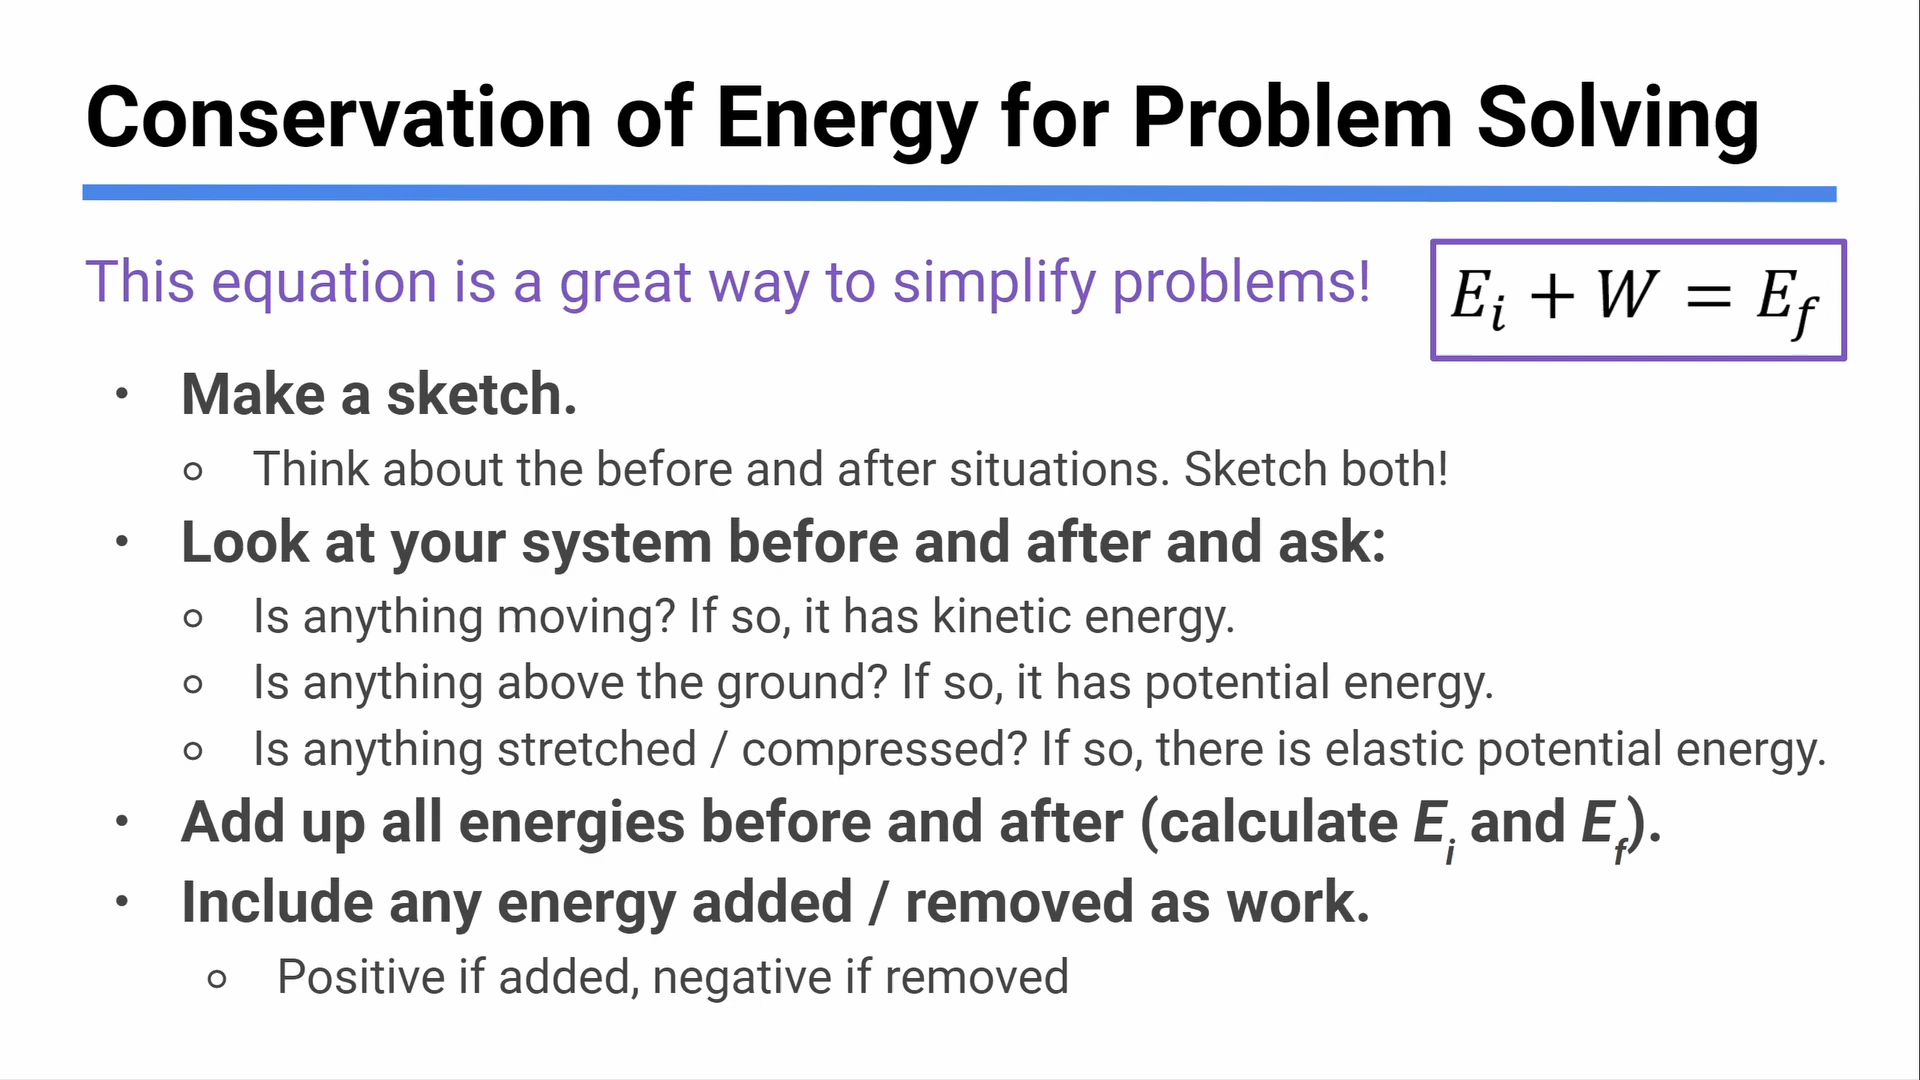 Conservation of Energy for Problem Solving
This equation is a great way to simplify problems!
E_i + W = E_f
• Make a sketch.
○ Think about the before and after situations. Sketch both!
• Look at your system before and after and ask:
○ Is anything moving? If so, it has kinetic energy.
○ Is anything above the ground? If so, it has potential energy.
○ Is anything stretched / compressed? If so, there is elastic potential energy.
• Add up all energies before and after (calculate E_i and E_f).
• Include any energy added / removed as work.
○ Positive if added, negative if removed